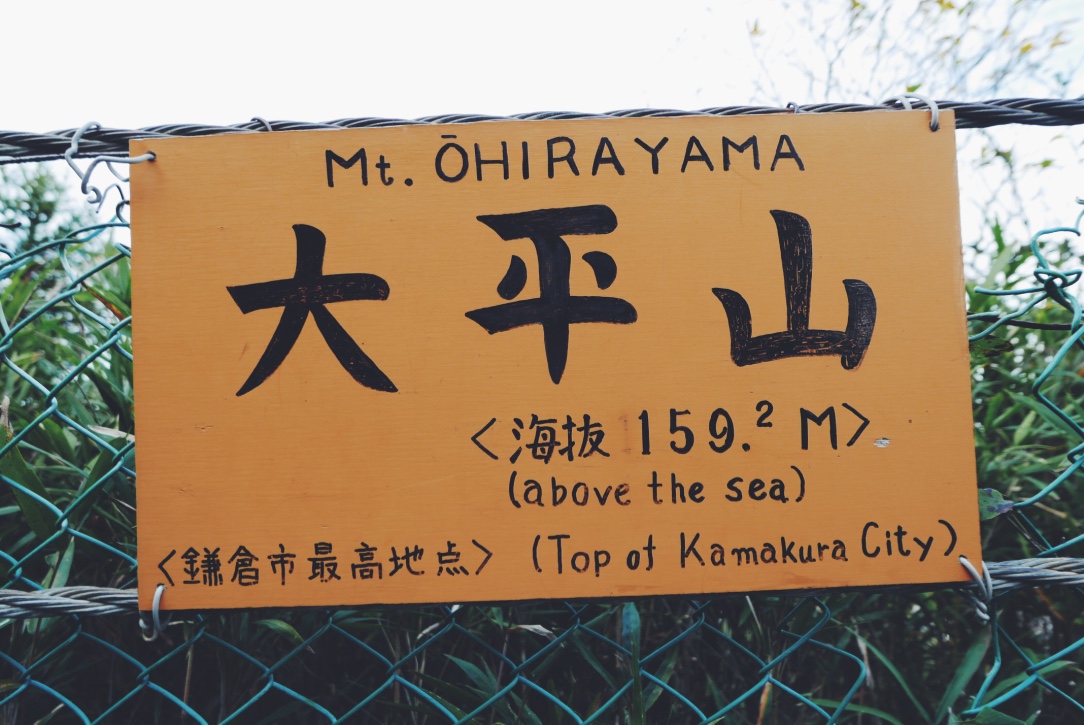 Mt. ŌHIRAYAMA
大平山
<海抜 159.² M>
(above the sea)
<鎌倉市最高地点> (Top of Kamakura City)